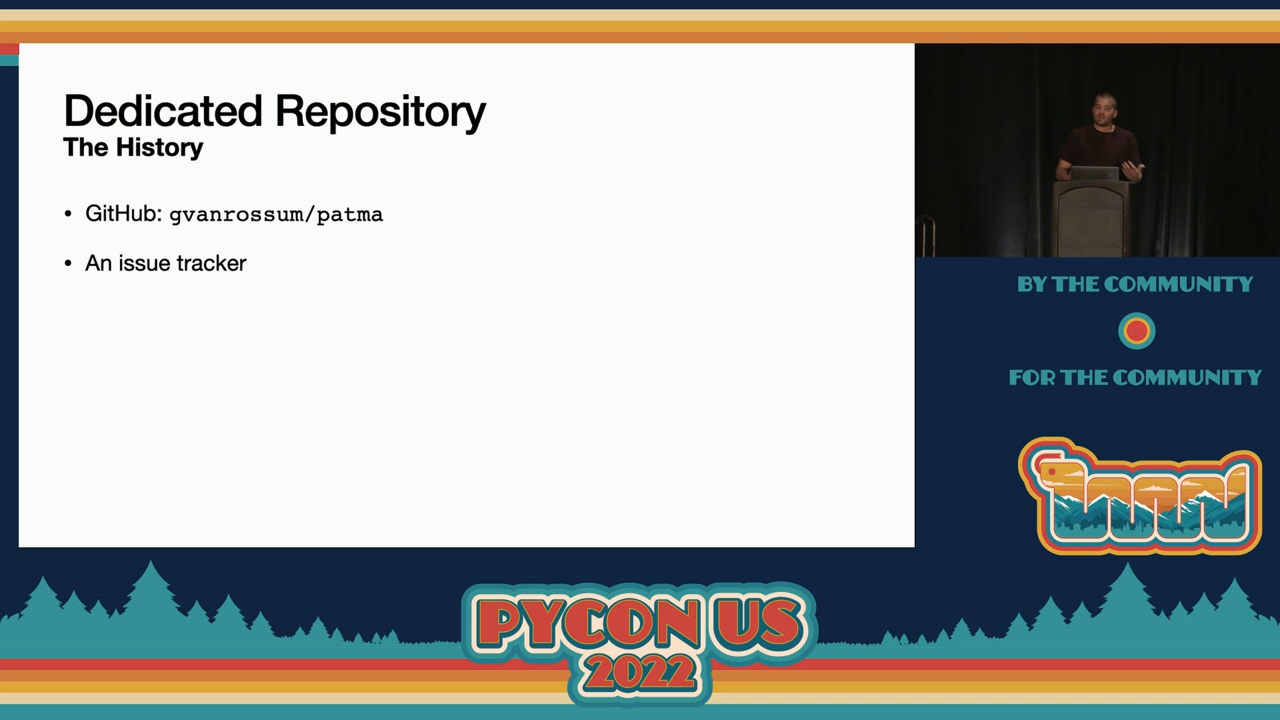 Dedicated Repository
The History
• GitHub: gvanrossum/patma
• An issue tracker
BY THE COMMUNITY
FOR THE COMMUNITY
PYCON US
2022